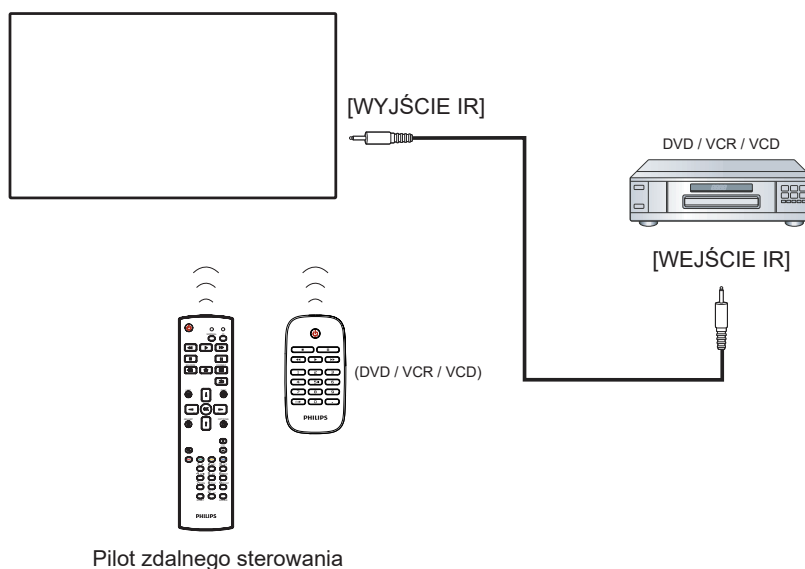 [WYJŚCIE IR]
DVD / VCR / VCD
[WEJŚCIE IR]
(DVD / VCR / VCD)
PHILIPS
PHILIPS
Pilot zdalnego sterowania